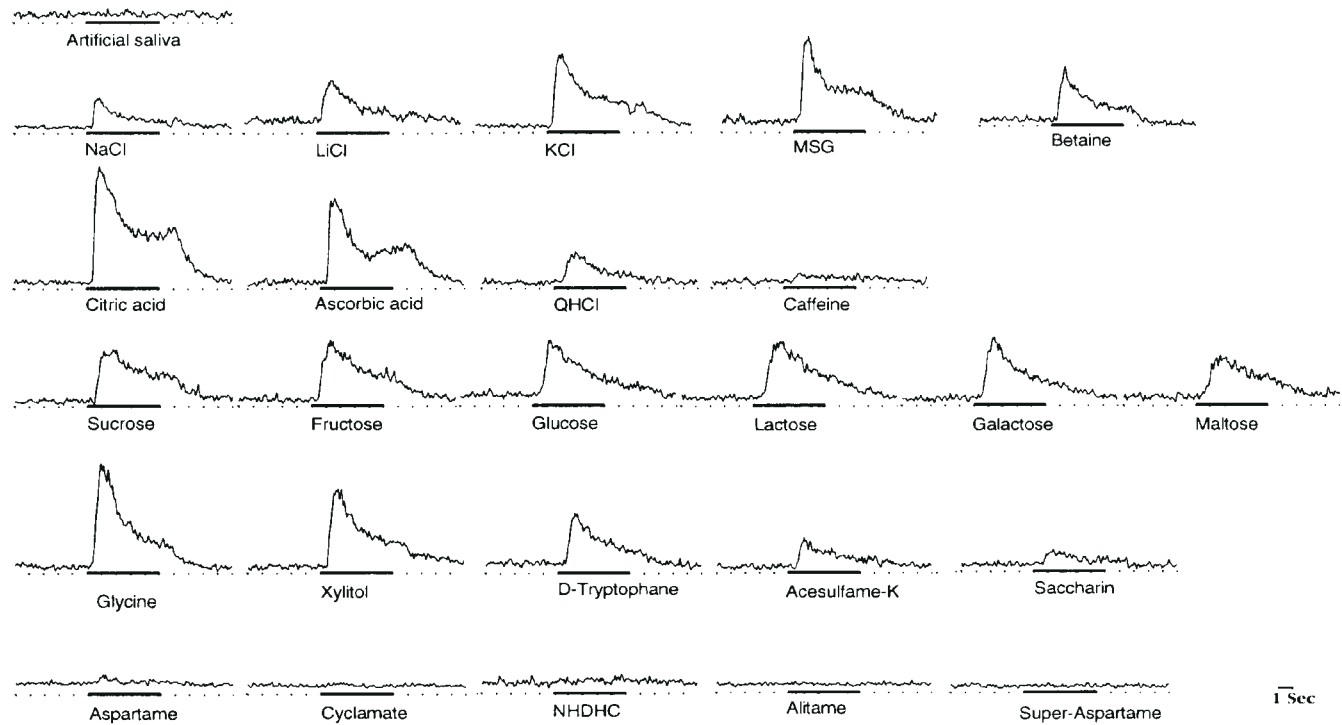 Artificial saliva
NaCl LiCl KCl MSG Betaine
Citric acid Ascorbic acid QHCl Caffeine
Sucrose Fructose Glucose Lactose Galactose Maltose
Glycine Xylitol D-Tryptophane Acesulfame-K Saccharin
Aspartame Cyclamate NHDHC Alitame Super-Aspartame
1 Sec